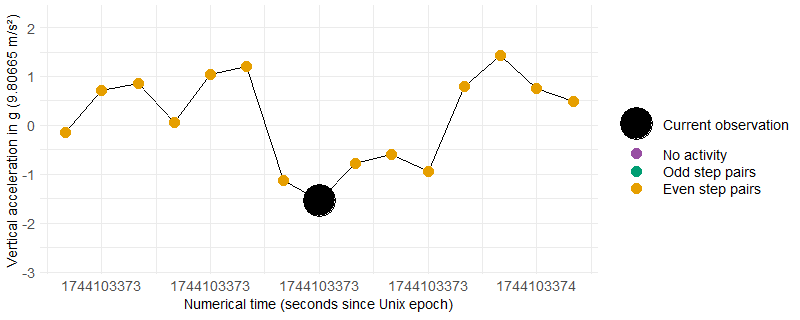 Vertical acceleration in g (9.80665 m/s²)
2
1
0
-1
-2
-3
1744103373 1744103373 1744103373 1744103373 1744103374
Numerical time (seconds since Unix epoch)
Current observation
No activity
Odd step pairs
Even step pairs